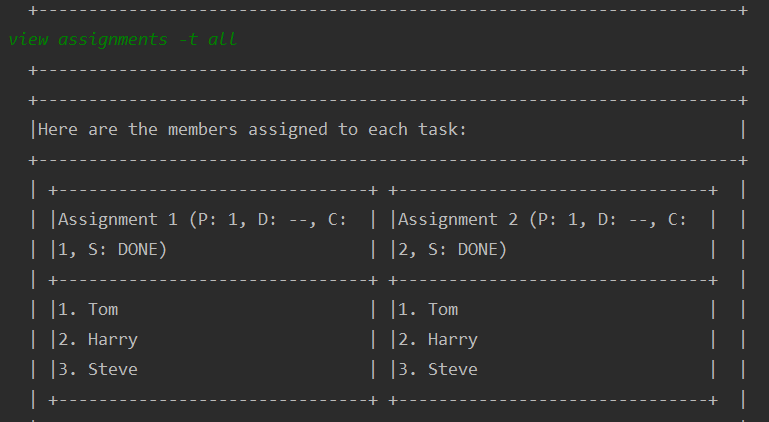 +----------------------------------------------------------------------+
view assignments -t all
+----------------------------------------------------------------------+
+----------------------------------------------------------------------+
|Here are the members assigned to each task:                           |
+----------------------------------------------------------------------+
| +-------------------------------+ +-------------------------------+  |
| |Assignment 1 (P: 1, D: --, C:  | |Assignment 2 (P: 1, D: --, C:  |  |
| |1, S: DONE)                    | |2, S: DONE)                    |  |
| +-------------------------------+ +-------------------------------+  |
| |1. Tom                         | |1. Tom                         |  |
| |2. Harry                       | |2. Harry                       |  |
| |3. Steve                       | |3. Steve                       |  |
| +-------------------------------+ +-------------------------------+  |